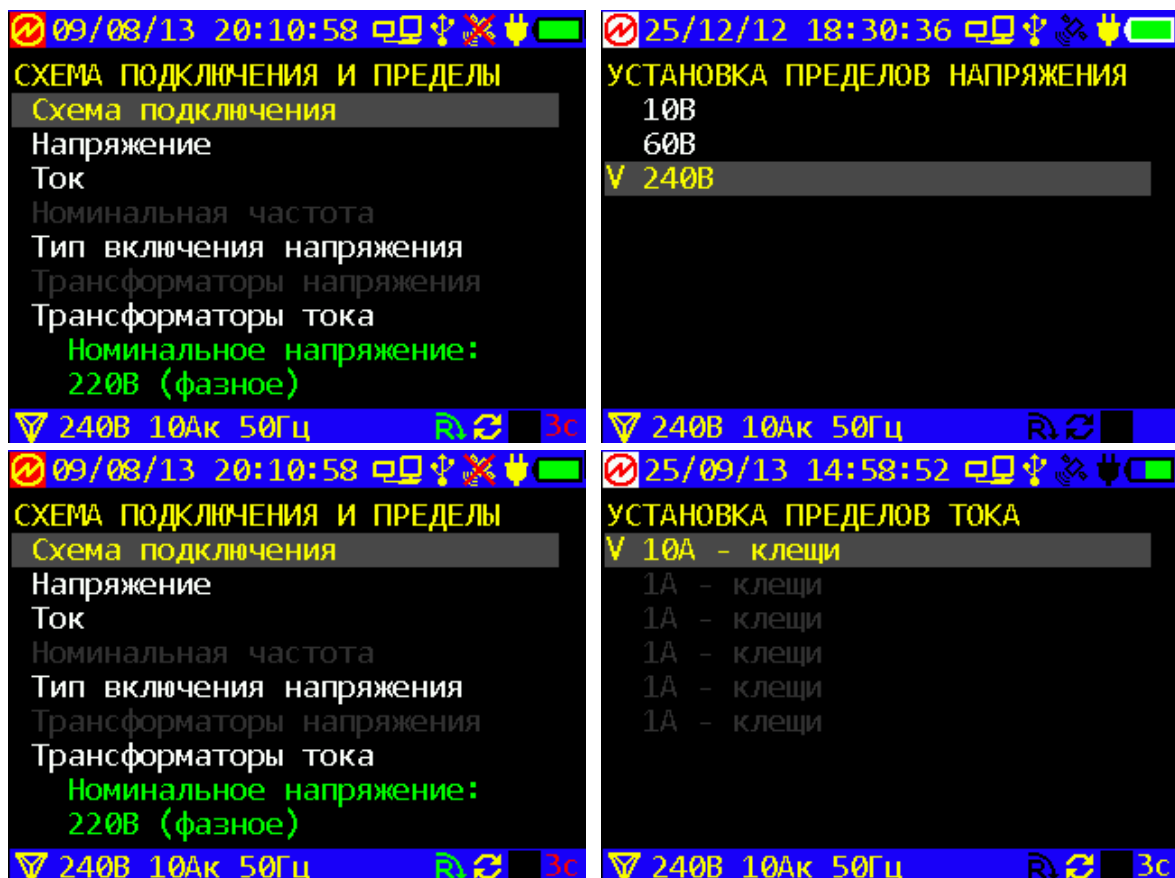 09/08/13 20:10:58
СХЕМА ПОДКЛЮЧЕНИЯ И ПРЕДЕЛЫ
Схема подключения
Напряжение
Ток
Номинальная частота
Тип включения напряжения
Трансформаторы напряжения
Трансформаторы тока
Номинальное напряжение:
220В (фазное)
240В 10Ак 50Гц R 3с
25/12/12 18:30:36
УСТАНОВКА ПРЕДЕЛОВ НАПРЯЖЕНИЯ
10В
60В
V 240В
240В 10Ак 50Гц R
09/08/13 20:10:58
СХЕМА ПОДКЛЮЧЕНИЯ И ПРЕДЕЛЫ
Схема подключения
Напряжение
Ток
Номинальная частота
Тип включения напряжения
Трансформаторы напряжения
Трансформаторы тока
Номинальное напряжение:
220В (фазное)
240В 10Ак 50Гц R 3с
25/09/13 14:58:52
УСТАНОВКА ПРЕДЕЛОВ ТОКА
V 10А - клещи
1А - клещи
1А - клещи
1А - клещи
1А - клещи
1А - клещи
240В 10Ак 50Гц R 3с